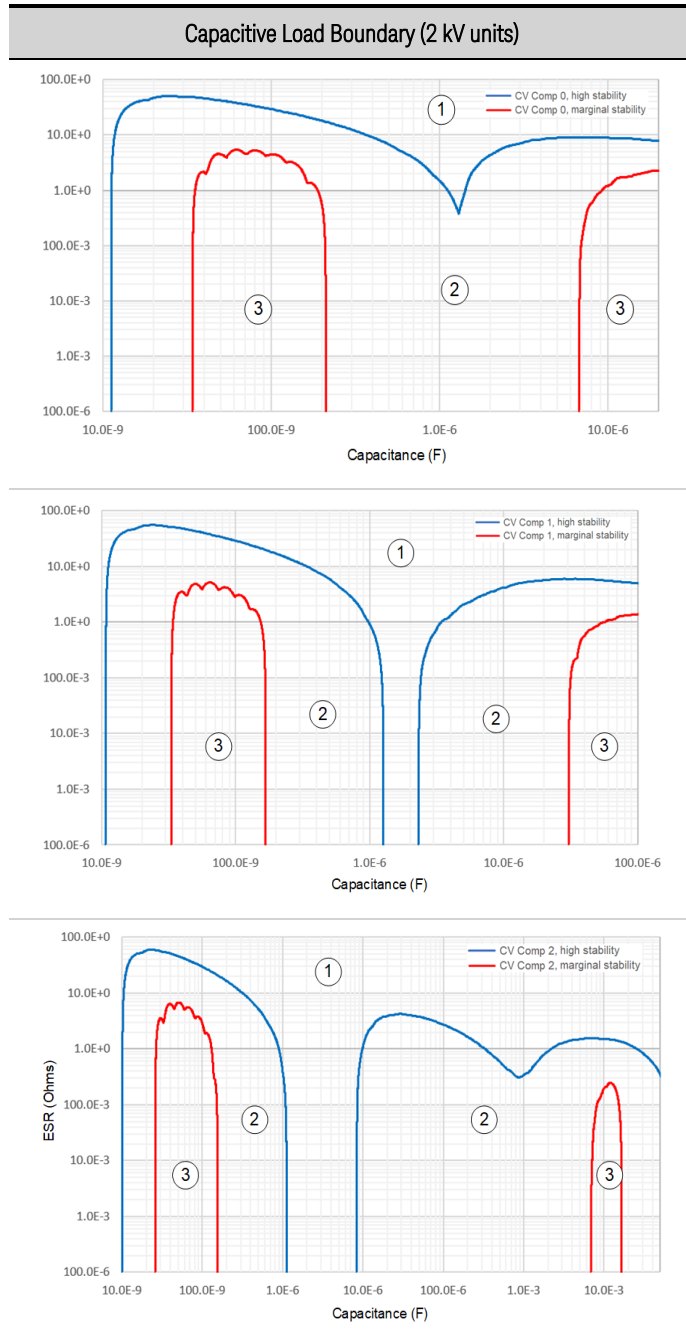 Capacitive Load Boundary (2 kV units)
100.0E+0
10.0E+0
1.0E+0
100.0E-3
10.0E-3
1.0E-3
100.0E-6
CV Comp 0, high stability
CV Comp 0, marginal stability
1
2
3
3
10.0E-9 100.0E-9 1.0E-6 10.0E-6
Capacitance (F)
100.0E+0
10.0E+0
1.0E+0
100.0E-3
10.0E-3
1.0E-3
100.0E-6
CV Comp 1, high stability
CV Comp 1, marginal stability
1
2
2
3
3
10.0E-9 100.0E-9 1.0E-6 10.0E-6 100.0E-6
Capacitance (F)
ESR (Ohms)
100.0E+0
10.0E+0
1.0E+0
100.0E-3
10.0E-3
1.0E-3
100.0E-6
CV Comp 2, high stability
CV Comp 2, marginal stability
1
2
2
3
3
10.0E-9 100.0E-9 1.0E-6 10.0E-6 100.0E-6 1.0E-3 10.0E-3
Capacitance (F)